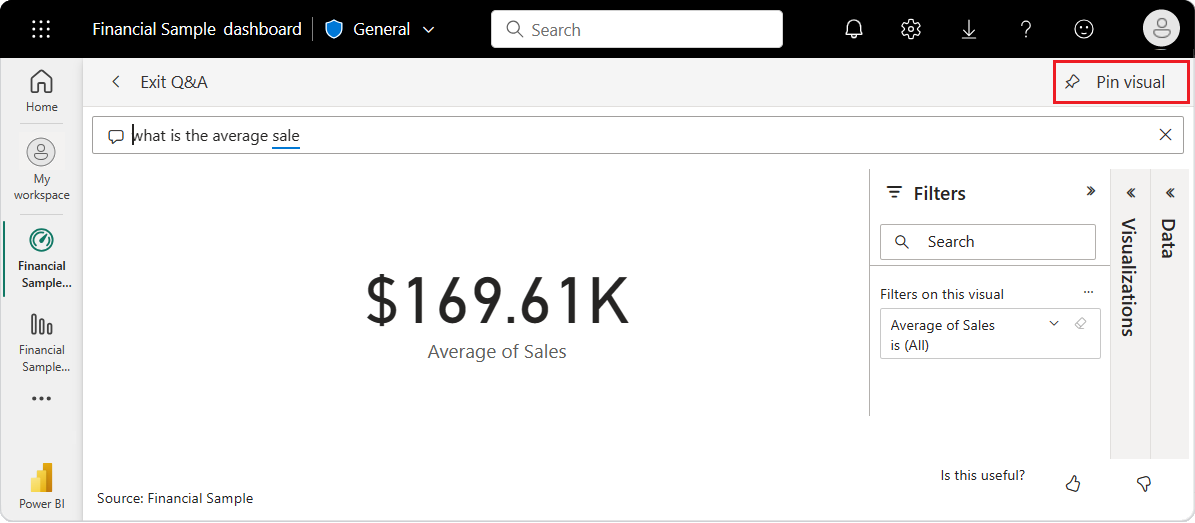 Financial Sample dashboard
General
Search
Home
My
workspace
Financial
Sample...
Financial
Sample...
Power BI
Exit Q&A
Pin visual
what is the average sale
$169.61K
Average of Sales
Filters
Search
Filters on this visual
...
Average of Sales
is (All)
Visualizations
Data
Is this useful?
Source: Financial Sample